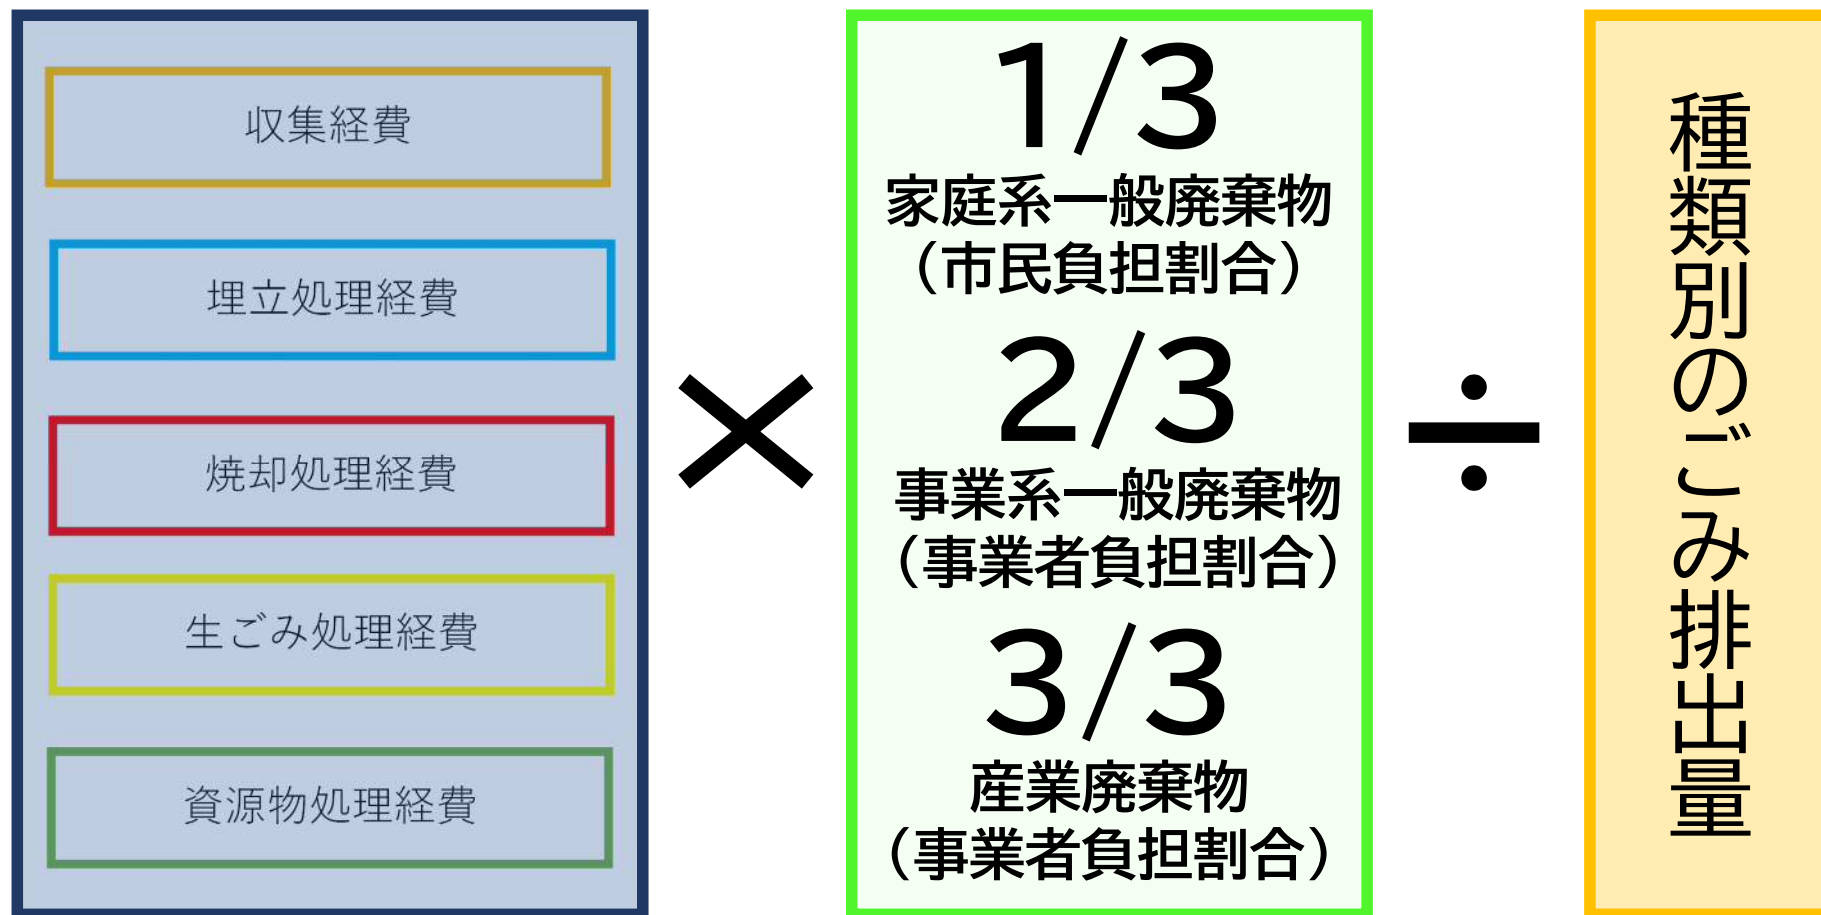 収集経費
埋立処理経費
焼却処理経費
生ごみ処理経費
資源物処理経費
×
1/3
家庭系一般廃棄物
（市民負担割合）
2/3
事業系一般廃棄物
（事業者負担割合）
3/3
産業廃棄物
（事業者負担割合）
÷
種類別のごみ排出量